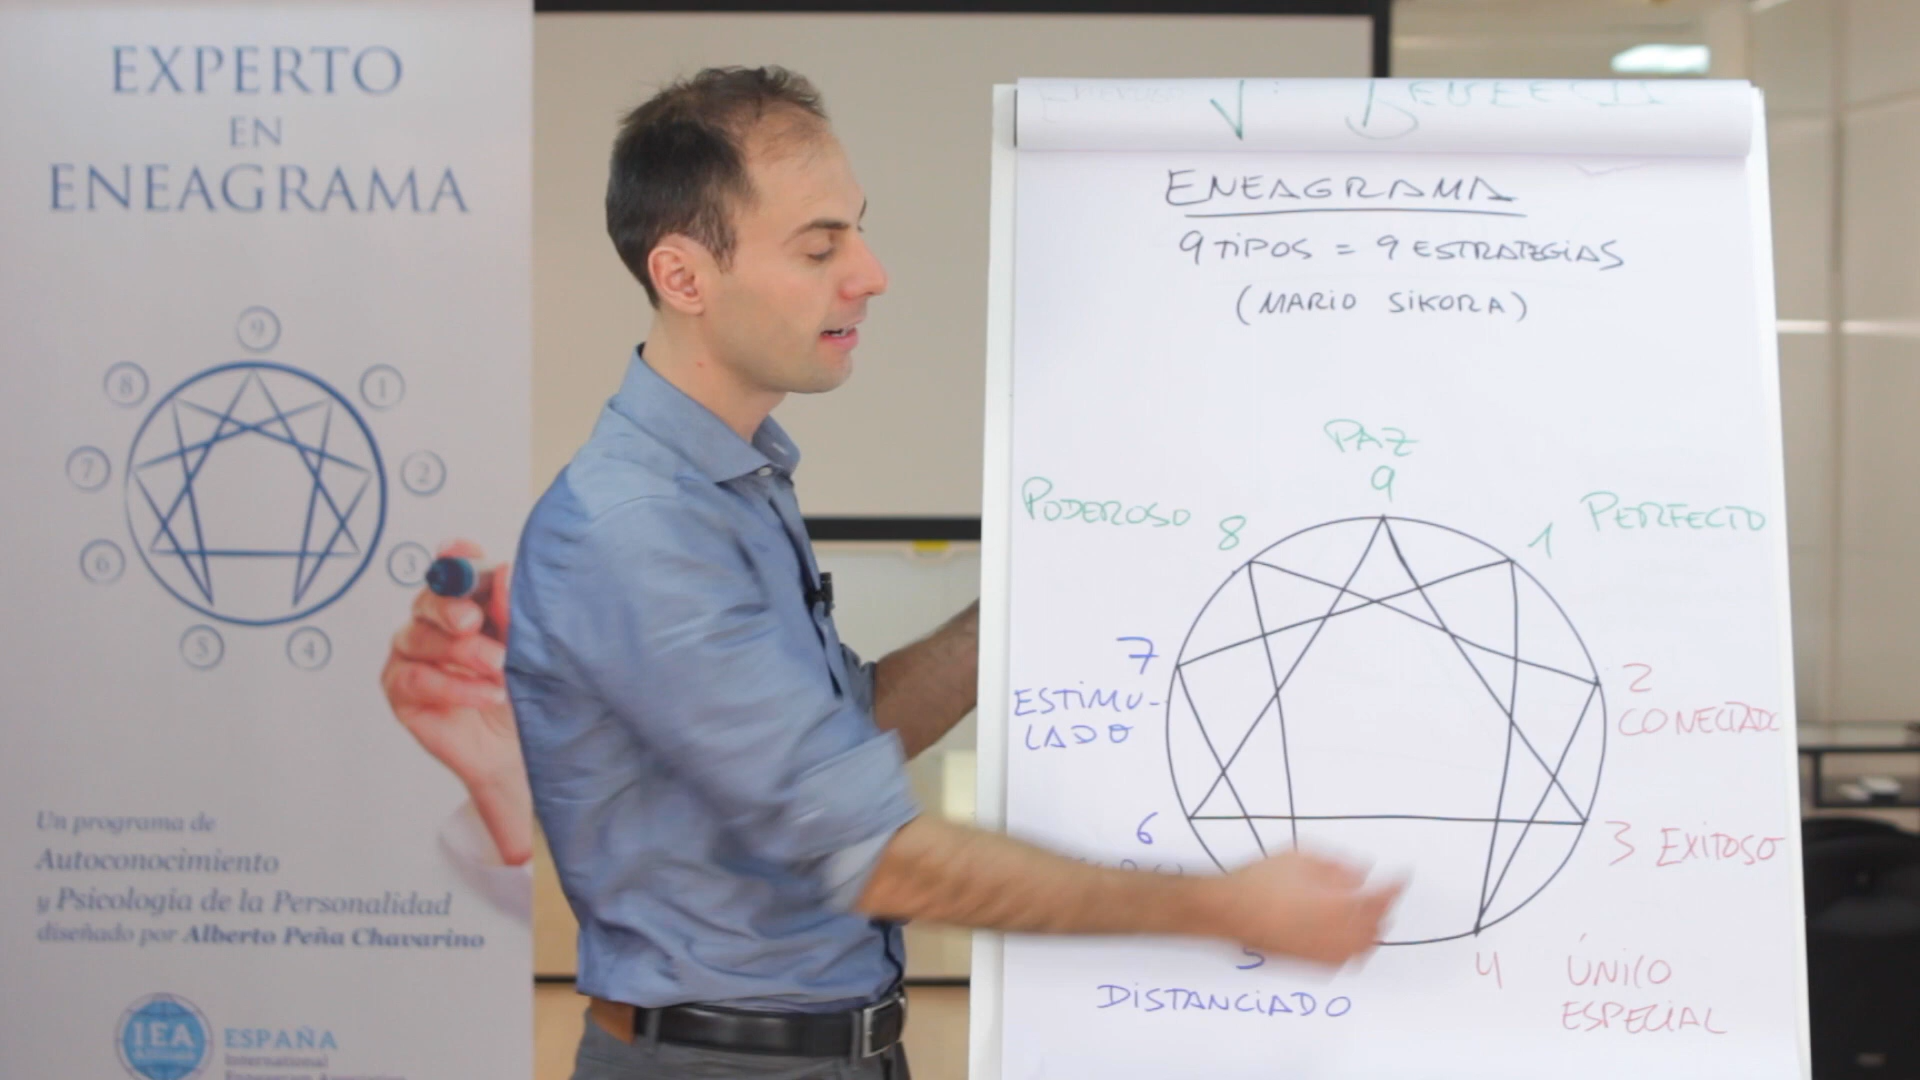 EXPERTO
EN
ENEAGRAMA
9
8
1
7
2
6
3
5
4
Un programa de
Autoconocimiento
y Psicología de la Personalidad
diseñado por Alberto Peña Chavarino
IEA
ESPAÑA
International
ENEAGRAMA
9 TIPOS = 9 ESTRATEGIAS
(MARIO SIKORA)
PAZ
9
PODEROSO 8
1 PERFECTO
7
ESTIMU-
LADO
2
CONECTADO
6
3 EXITOSO
5
DISTANCIADO
4 ÚNICO
ESPECIAL